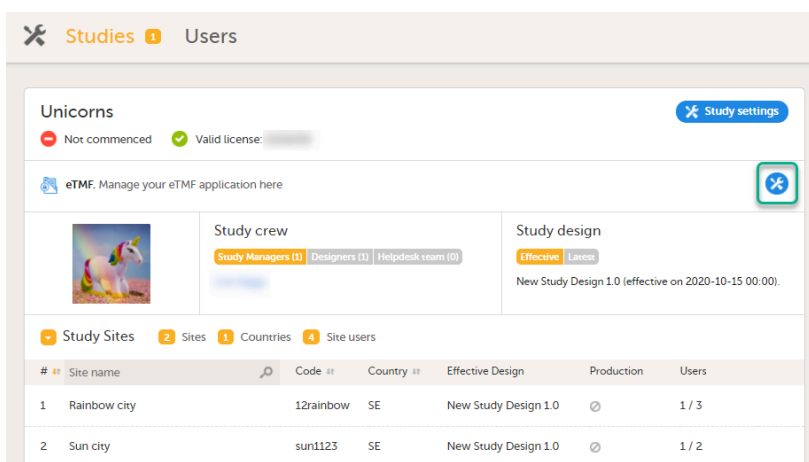 Studies 1 Users
Unicorns
Study settings
Not commenced Valid license:
eTMF. Manage your eTMF application here
Study crew
Study Managers (1) Designers (1) Helpdesk team (0)
Study design
Effective Latest
New Study Design 1.0 (effective on 2020-10-15 00:00).
Study Sites 2 Sites 1 Countries 4 Site users
# Site name Code Country Effective Design Production Users
1 Rainbow city 12rainbow SE New Study Design 1.0 1 / 3
2 Sun city sun1123 SE New Study Design 1.0 1 / 2